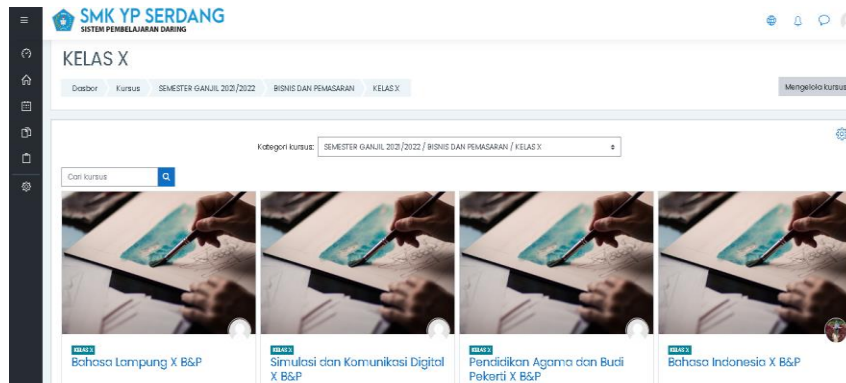 SMK YP SERDANG
SISTEM PEMBELAJARAN DARING
KELAS X
Dasbor Kursus SEMESTER GANJIL 2021/2022 BISNIS DAN PEMASARAN KELAS X
Mengelola kursus
Kategori kursus: SEMESTER GANJIL 2021/2022 / BISNIS DAN PEMASARAN / KELAS X
Cari kursus
KELAS X
Bahasa Lampung X B&P
KELAS X
Simulasi dan Komunikasi Digital
X B&P
KELAS X
Pendidikan Agama dan Budi
Pekerti X B&P
KELAS X
Bahasa Indonesia X B&P